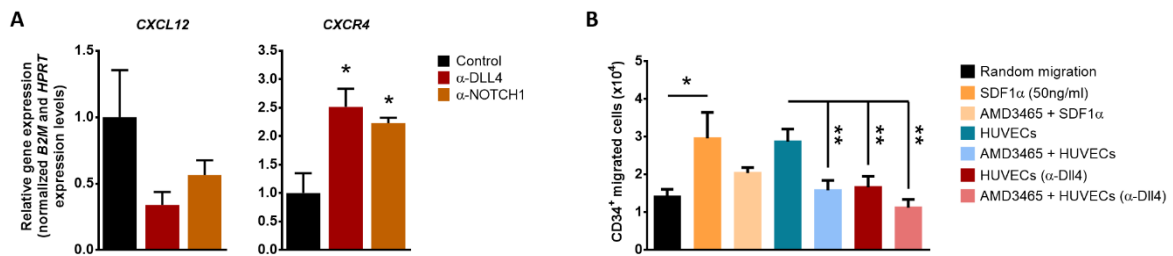 A
CXCL12
CXCR4
Relative gene expression
(normalized B2M and HPRT
expression levels)
1.5
1.0
0.5
0.0
3.5
3.0
2.5
2.0
1.5
1.0
0.5
0.0
*
*
Control
α-DLL4
α-NOTCH1
B
CD34⁺ migrated cells (x10⁴)
5
4
3
2
1
0
*
**
**
**
Random migration
SDF1α (50ng/ml)
AMD3465 + SDF1α
HUVECs
AMD3465 + HUVECs
HUVECs (α-Dll4)
AMD3465 + HUVECs (α-Dll4)